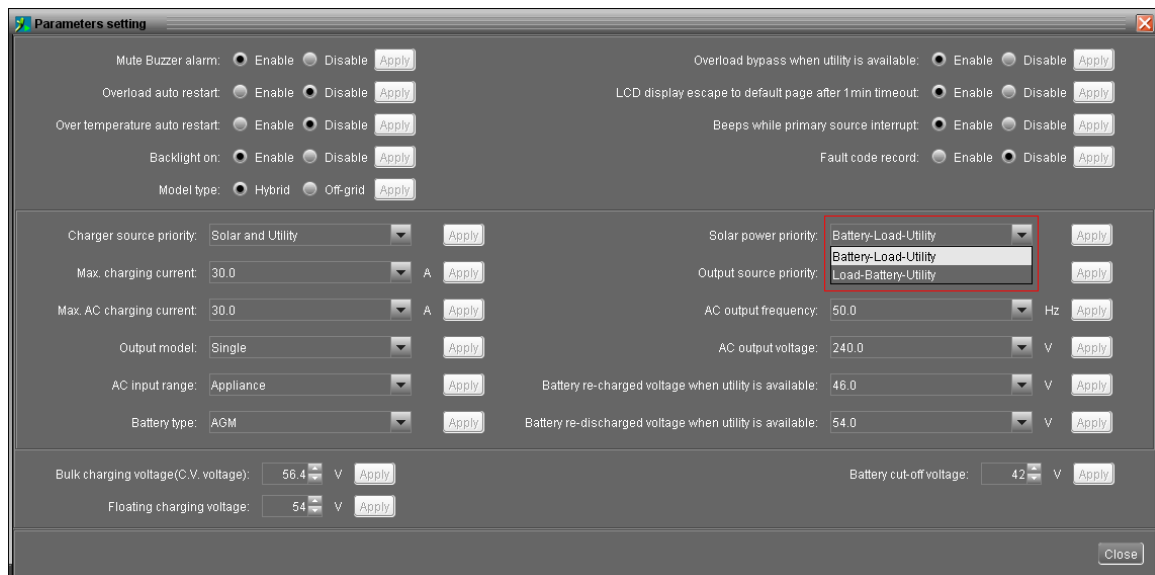 Parameters setting
Mute Buzzer alarm: Enable Disable Apply Overload bypass when utility is available: Enable Disable Apply
Overload auto restart: Enable Disable Apply LCD display escape to default page after 1min timeout: Enable Disable Apply
Over temperature auto restart: Enable Disable Apply Beeps while primary source interrupt: Enable Disable Apply
Backlight on: Enable Disable Apply Fault code record: Enable Disable Apply
Model type: Hybrid Off-grid Apply
Charger source priority: Solar and Utility Apply Solar power priority: Battery-Load-Utility Apply
Battery-Load-Utility
Max. charging current: 30.0 A Apply Output source priority: Load-Battery-Utility Apply
Max. AC charging current: 30.0 A Apply AC output frequency: 50.0 Hz Apply
Output model: Single Apply AC output voltage: 240.0 V Apply
AC input range: Appliance Apply Battery re-charged voltage when utility is available: 46.0 V Apply
Battery type: AGM Apply Battery re-discharged voltage when utility is available: 54.0 V Apply
Bulk charging voltage(C.V. voltage): 56.4 V Apply Battery cut-off voltage: 42 V Apply
Floating charging voltage: 54 V Apply
Close